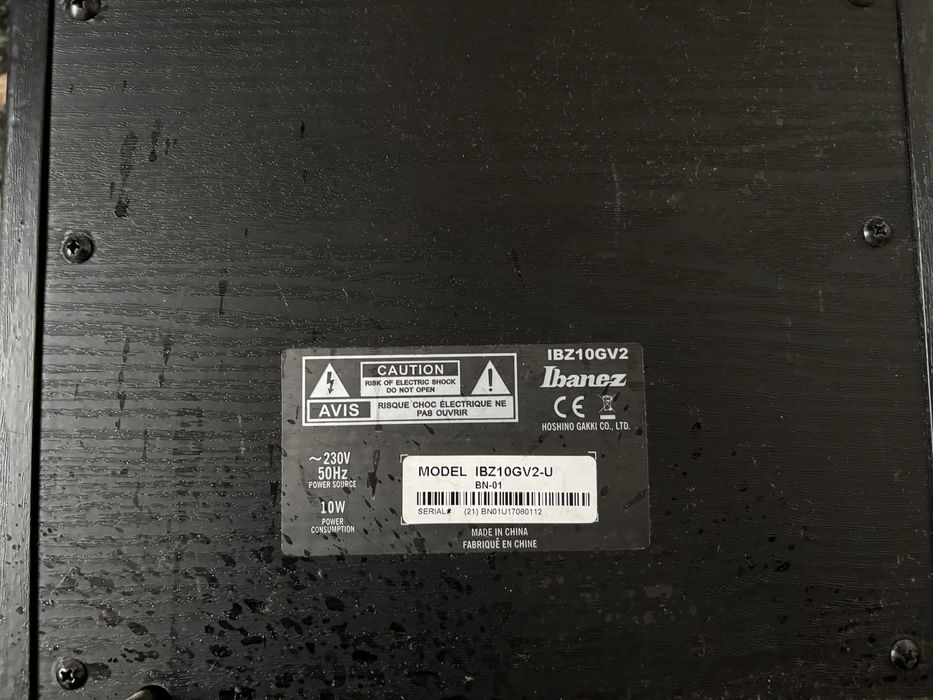 CAUTION
RISK OF ELECTRIC SHOCK
DO NOT OPEN
AVIS
RISQUE CHOC ÉLECTRIQUE NE
PAS OUVRIR
IBZ10GV2
Ibanez
CE
HOSHINO GAKKI CO., LTD.
~230V
50Hz
POWER SOURCE
10W
POWER
CONSUMPTION
MODEL IBZ10GV2-U
BN-01
SERIAL# (21) BN01U17080112
MADE IN CHINA
FABRIQUÉ EN CHINE